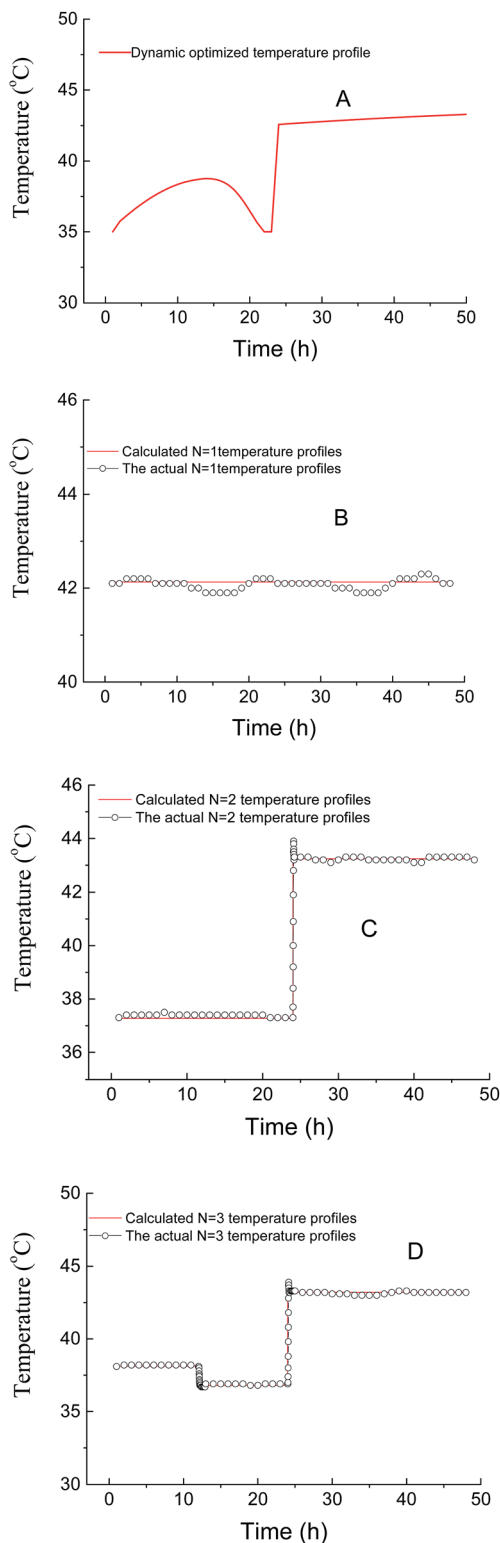 50
45
40
35
30
Temperature (°C)
Dynamic optimized temperature profile
A
0 10 20 30 40 50
Time (h)
46
44
42
40
Temperature (°C)
Calculated N=1temperature profiles
The actual N=1temperature profiles
B
0 10 20 30 40 50
Time (h)
46
44
42
40
38
36
Temperature (°C)
Calculated N=2 temperature profiles
The actual N=2 temperature profiles
C
0 10 20 30 40 50
Time (h)
50
45
40
35
30
Temperature (°C)
Calculated N=3 temperature profiles
The actual N=3 temperature profiles
D
0 10 20 30 40 50
Time (h)